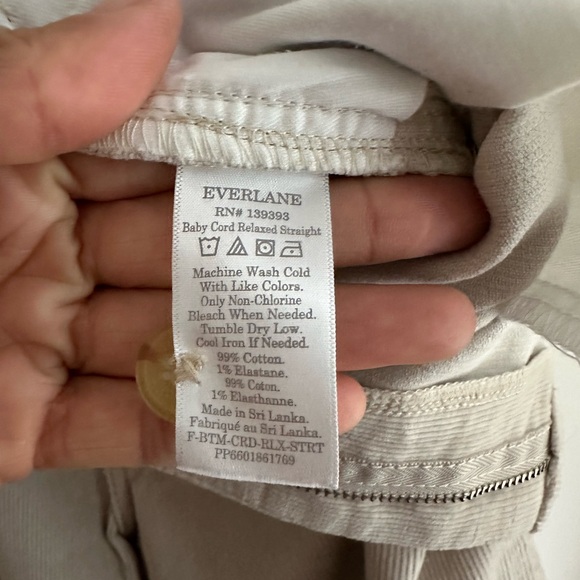 EVERLANE
RN# 139393
Baby Cord Relaxed Straight
Machine Wash Cold
With Like Colors.
Only Non-Chlorine
Bleach When Needed.
Tumble Dry Low.
Cool Iron If Needed.
99% Cotton.
1% Elastane.
99% Coton.
1% Elasthanne.
Made in Sri Lanka.
Fabriqué au Sri Lanka.
F-BTM-CRD-RLX-STRT
PP6601861769